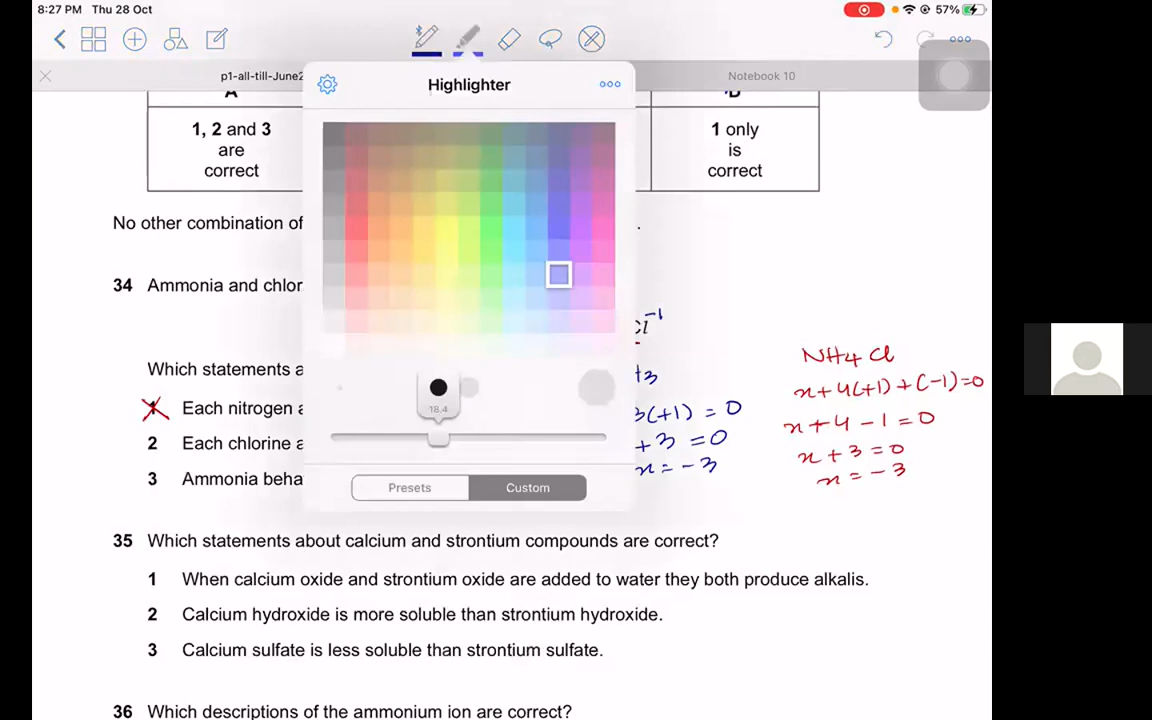 8:27 PM Thu 28 Oct
57%
p1-all-till-June2
Notebook 10
Highlighter
A
D
1, 2 and 3
are
correct
1 only
is
correct
No other combination of
34 Ammonia and chlor
Cl⁻¹
Which statements a
1 Each nitrogen a
2 Each chlorine a
3 Ammonia beha
3(+1) = 0
+ 3 = 0
x = -3
NH4Cl
x + 4(+1) + (-1) = 0
x + 4 - 1 = 0
x + 3 = 0
x = -3
18.4
Presets
Custom
35 Which statements about calcium and strontium compounds are correct?
1 When calcium oxide and strontium oxide are added to water they both produce alkalis.
2 Calcium hydroxide is more soluble than strontium hydroxide.
3 Calcium sulfate is less soluble than strontium sulfate.
36 Which descriptions of the ammonium ion are correct?